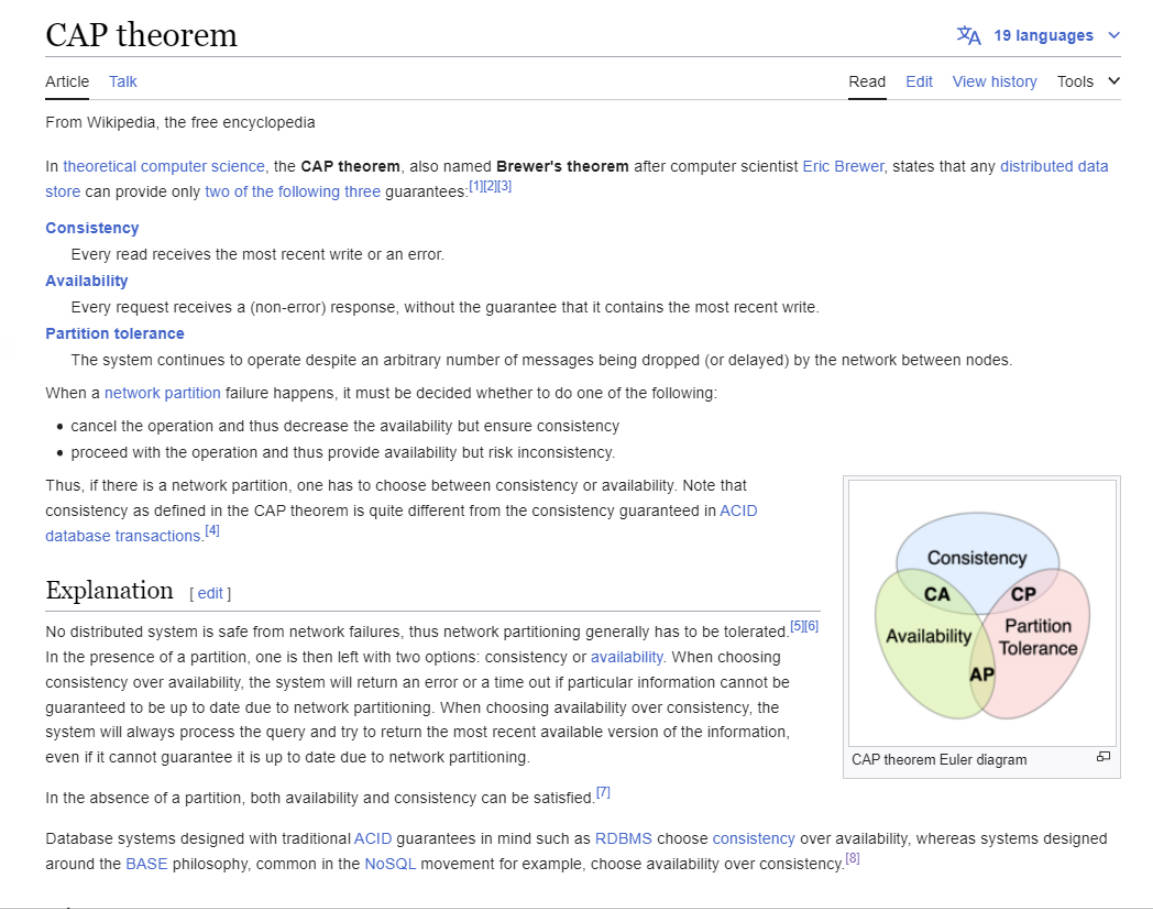 CAP theorem
19 languages
Article Talk
Read Edit View history Tools
From Wikipedia, the free encyclopedia
In theoretical computer science, the CAP theorem, also named Brewer's theorem after computer scientist Eric Brewer, states that any distributed data
store can provide only two of the following three guarantees:[1][2][3]
Consistency
Every read receives the most recent write or an error.
Availability
Every request receives a (non-error) response, without the guarantee that it contains the most recent write.
Partition tolerance
The system continues to operate despite an arbitrary number of messages being dropped (or delayed) by the network between nodes.
When a network partition failure happens, it must be decided whether to do one of the following:
• cancel the operation and thus decrease the availability but ensure consistency
• proceed with the operation and thus provide availability but risk inconsistency.
Thus, if there is a network partition, one has to choose between consistency or availability. Note that
consistency as defined in the CAP theorem is quite different from the consistency guaranteed in ACID
database transactions.[4]
Explanation [ edit ]
No distributed system is safe from network failures, thus network partitioning generally has to be tolerated.[5][6]
In the presence of a partition, one is then left with two options: consistency or availability. When choosing
consistency over availability, the system will return an error or a time out if particular information cannot be
guaranteed to be up to date due to network partitioning. When choosing availability over consistency, the
system will always process the query and try to return the most recent available version of the information,
even if it cannot guarantee it is up to date due to network partitioning.
Consistency
CA CP
Availability
Partition
Tolerance
AP
CAP theorem Euler diagram
In the absence of a partition, both availability and consistency can be satisfied.[7]
Database systems designed with traditional ACID guarantees in mind such as RDBMS choose consistency over availability, whereas systems designed
around the BASE philosophy, common in the NoSQL movement for example, choose availability over consistency.[8]